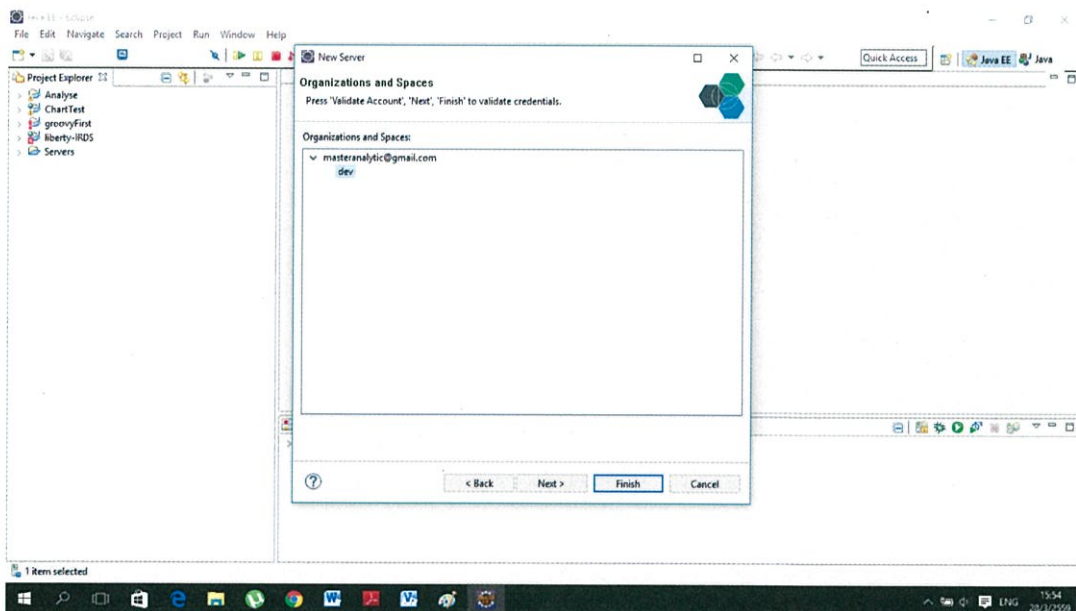 File Edit Navigate Search Project Run Window Help
New Server
Quick Access
Java EE
Java
Project Explorer
Analyse
ChartTest
groovyFirst
liberty-IRDS
Servers
Organizations and Spaces
Press 'Validate Account', 'Next', 'Finish' to validate credentials.
Organizations and Spaces:
masteranalytic@gmail.com
dev
< Back
Next >
Finish
Cancel
1 item selected
ENG
15:54
20/3/2559